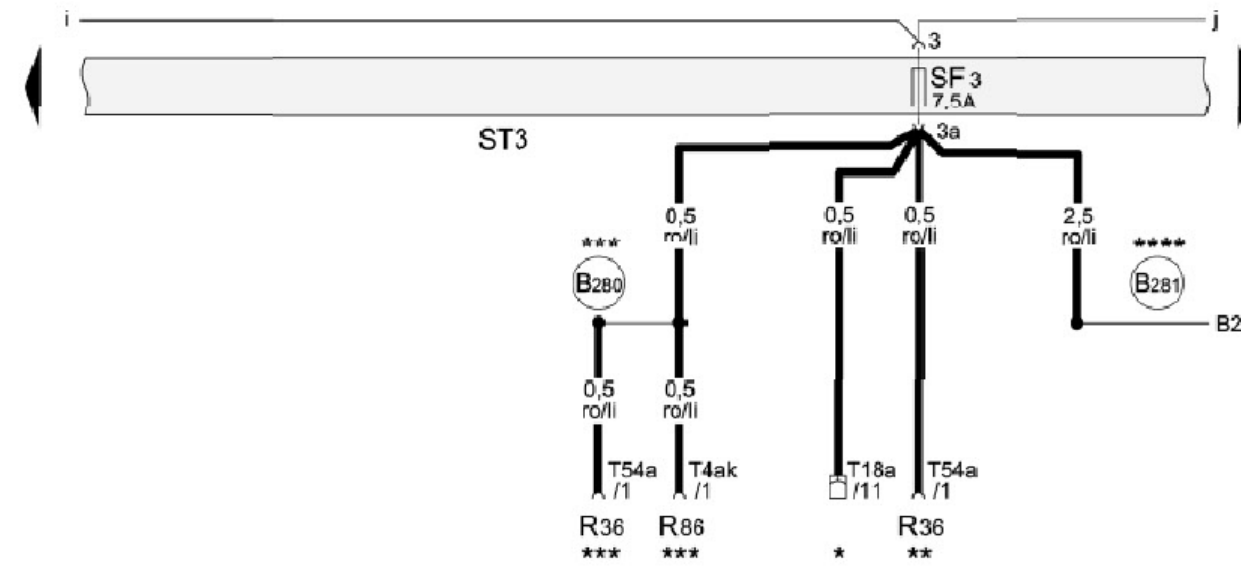 i j
3
SF3
7,5A
ST3
3a
0,5 0,5 0,5 2,5
ro/li ro/li ro/li ro/li
*** ****
B280 B281
B2
0,5 0,5
ro/li ro/li
T54a T4ak T18a T54a
/1 /1 /11 /1
R36 R86 R36
*** *** * **